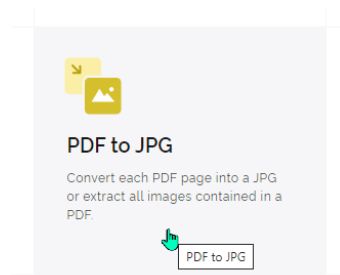 PDF to JPG
Convert each PDF page into a JPG
or extract all images contained in a
PDF.
PDF to JPG